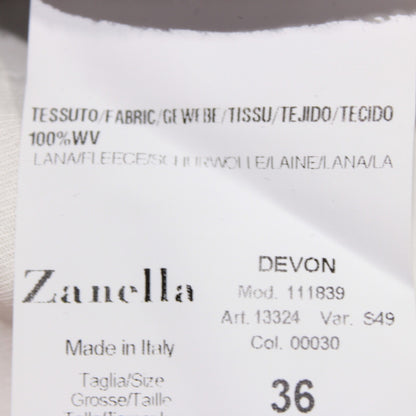 TESSUTO/FABRIC/GEWEBE/TISSU/TEJIDO/TECIDO
100%WV
LANA/FLEECE/SCHURWOLLE/LAINE/LANA/LA
DEVON
Zanella
Mod. 111839
Art. 13324 Var. S49
Made in Italy
Col. 00030
Taglia/Size
36
Grosse/Taille